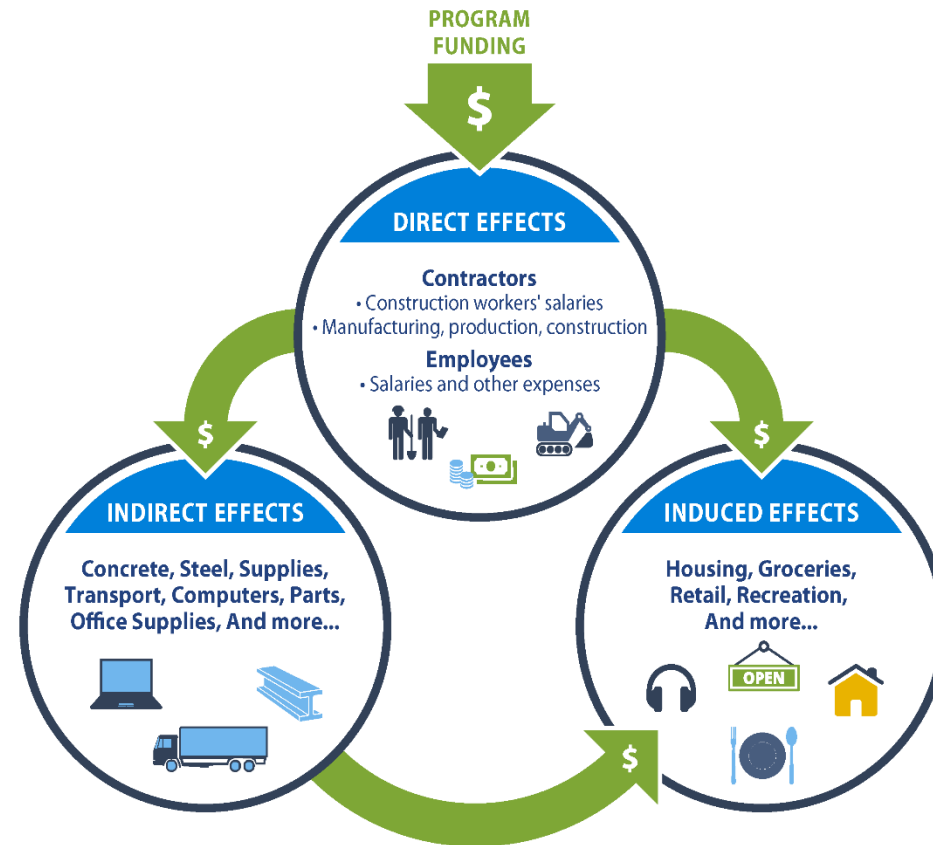 PROGRAM
FUNDING
$
DIRECT EFFECTS
Contractors
• Construction workers' salaries
• Manufacturing, production, construction
Employees
• Salaries and other expenses
$
$
INDIRECT EFFECTS
Concrete, Steel, Supplies,
Transport, Computers, Parts,
Office Supplies, And more...
INDUCED EFFECTS
Housing, Groceries,
Retail, Recreation,
And more...
OPEN
$